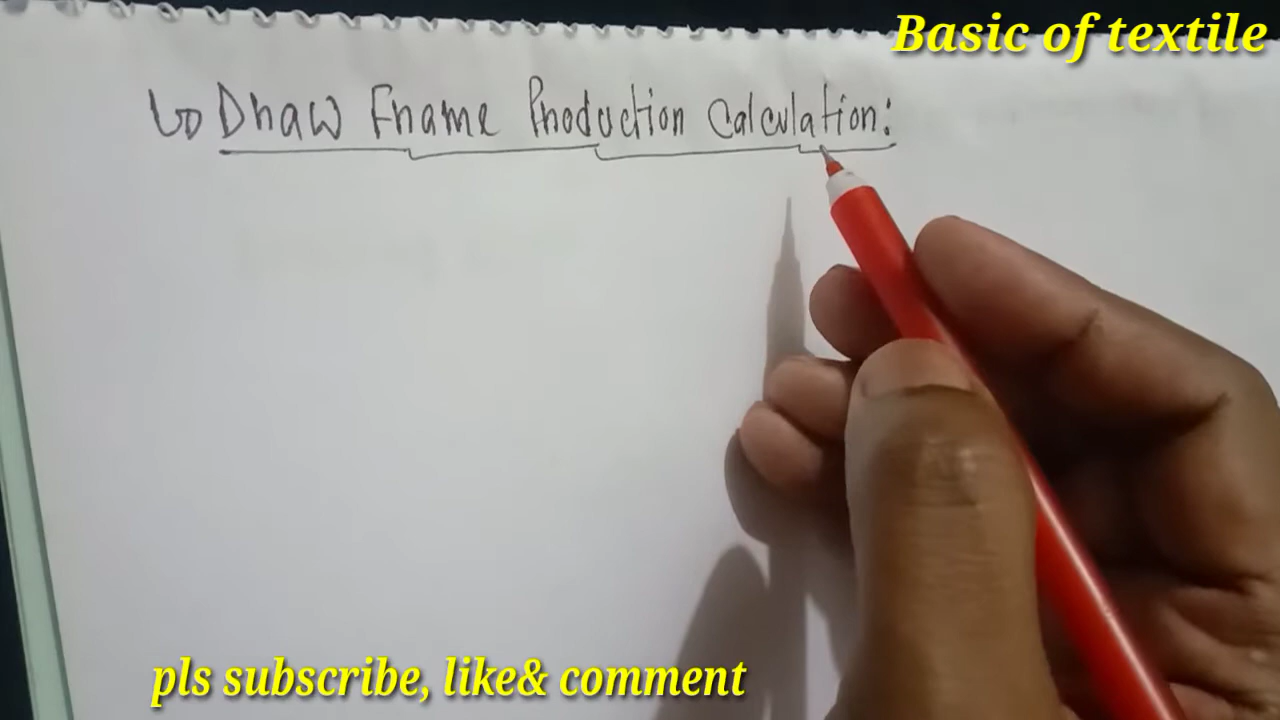 Basic of textile
Draw Frame Production Calculation:
pls subscribe, like& comment